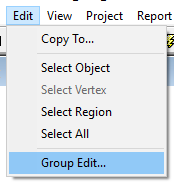 Edit View Project Report
Copy To...
Select Object
Select Vertex
Select Region
Select All
Group Edit...